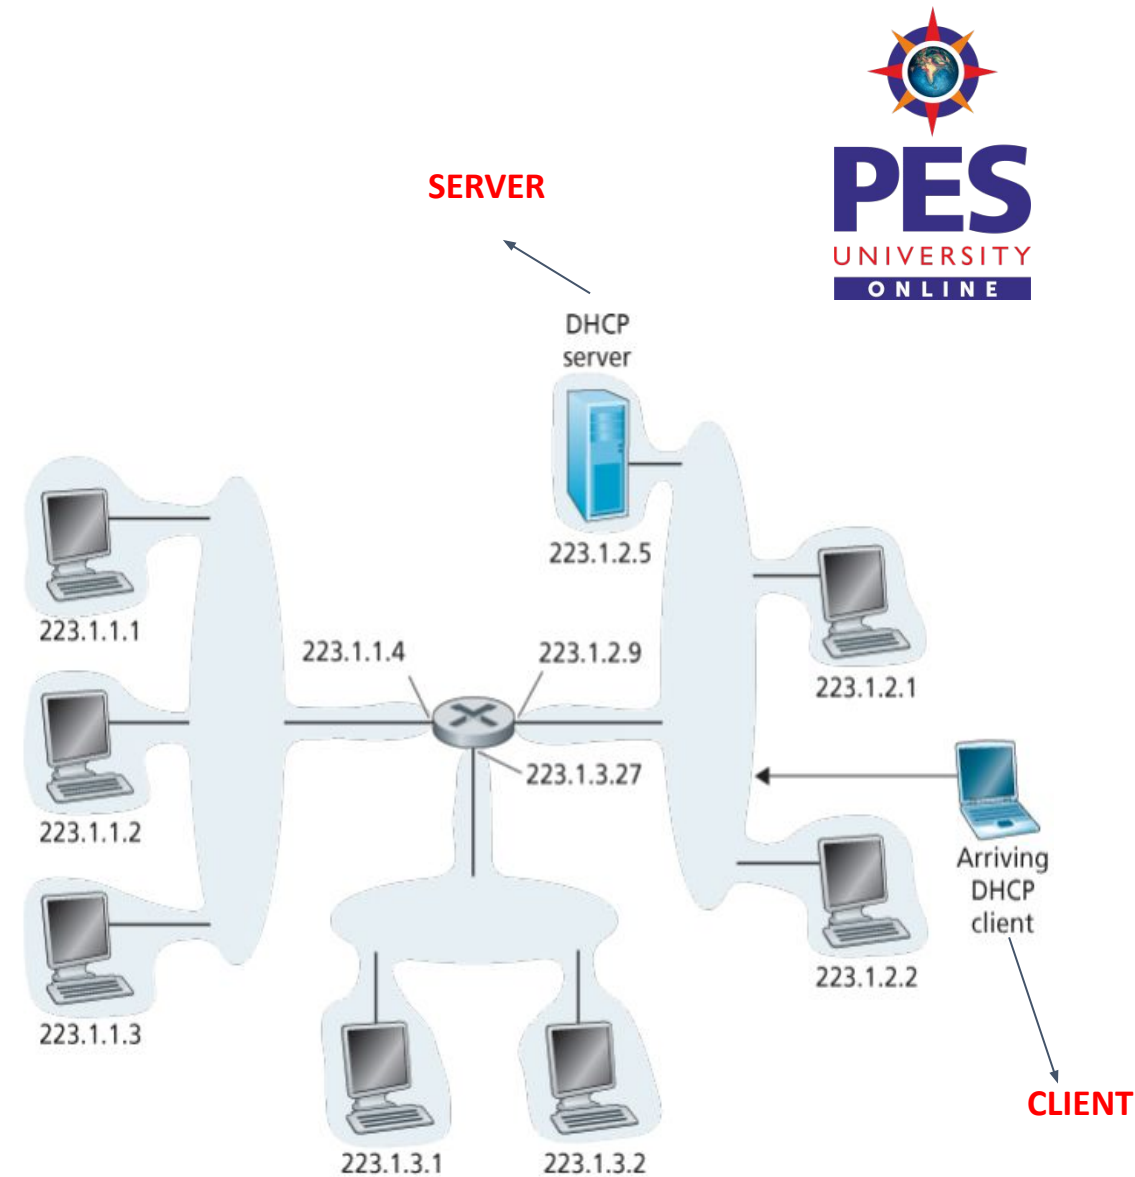 PES
UNIVERSITY
ONLINE
SERVER
DHCP
server
223.1.2.5
223.1.1.1
223.1.1.4
223.1.2.9
223.1.2.1
223.1.3.27
223.1.1.2
Arriving
DHCP
client
223.1.2.2
223.1.1.3
CLIENT
223.1.3.1
223.1.3.2